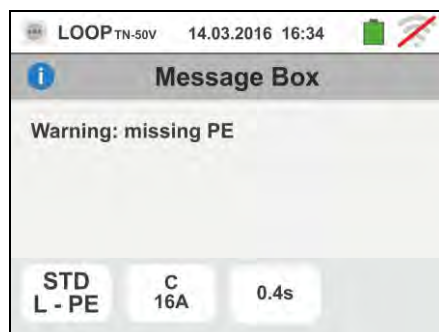 LOOP TN-50V 14.03.2016 16:34
i Message Box
Warning: missing PE
STD C 0.4s
L - PE 16A